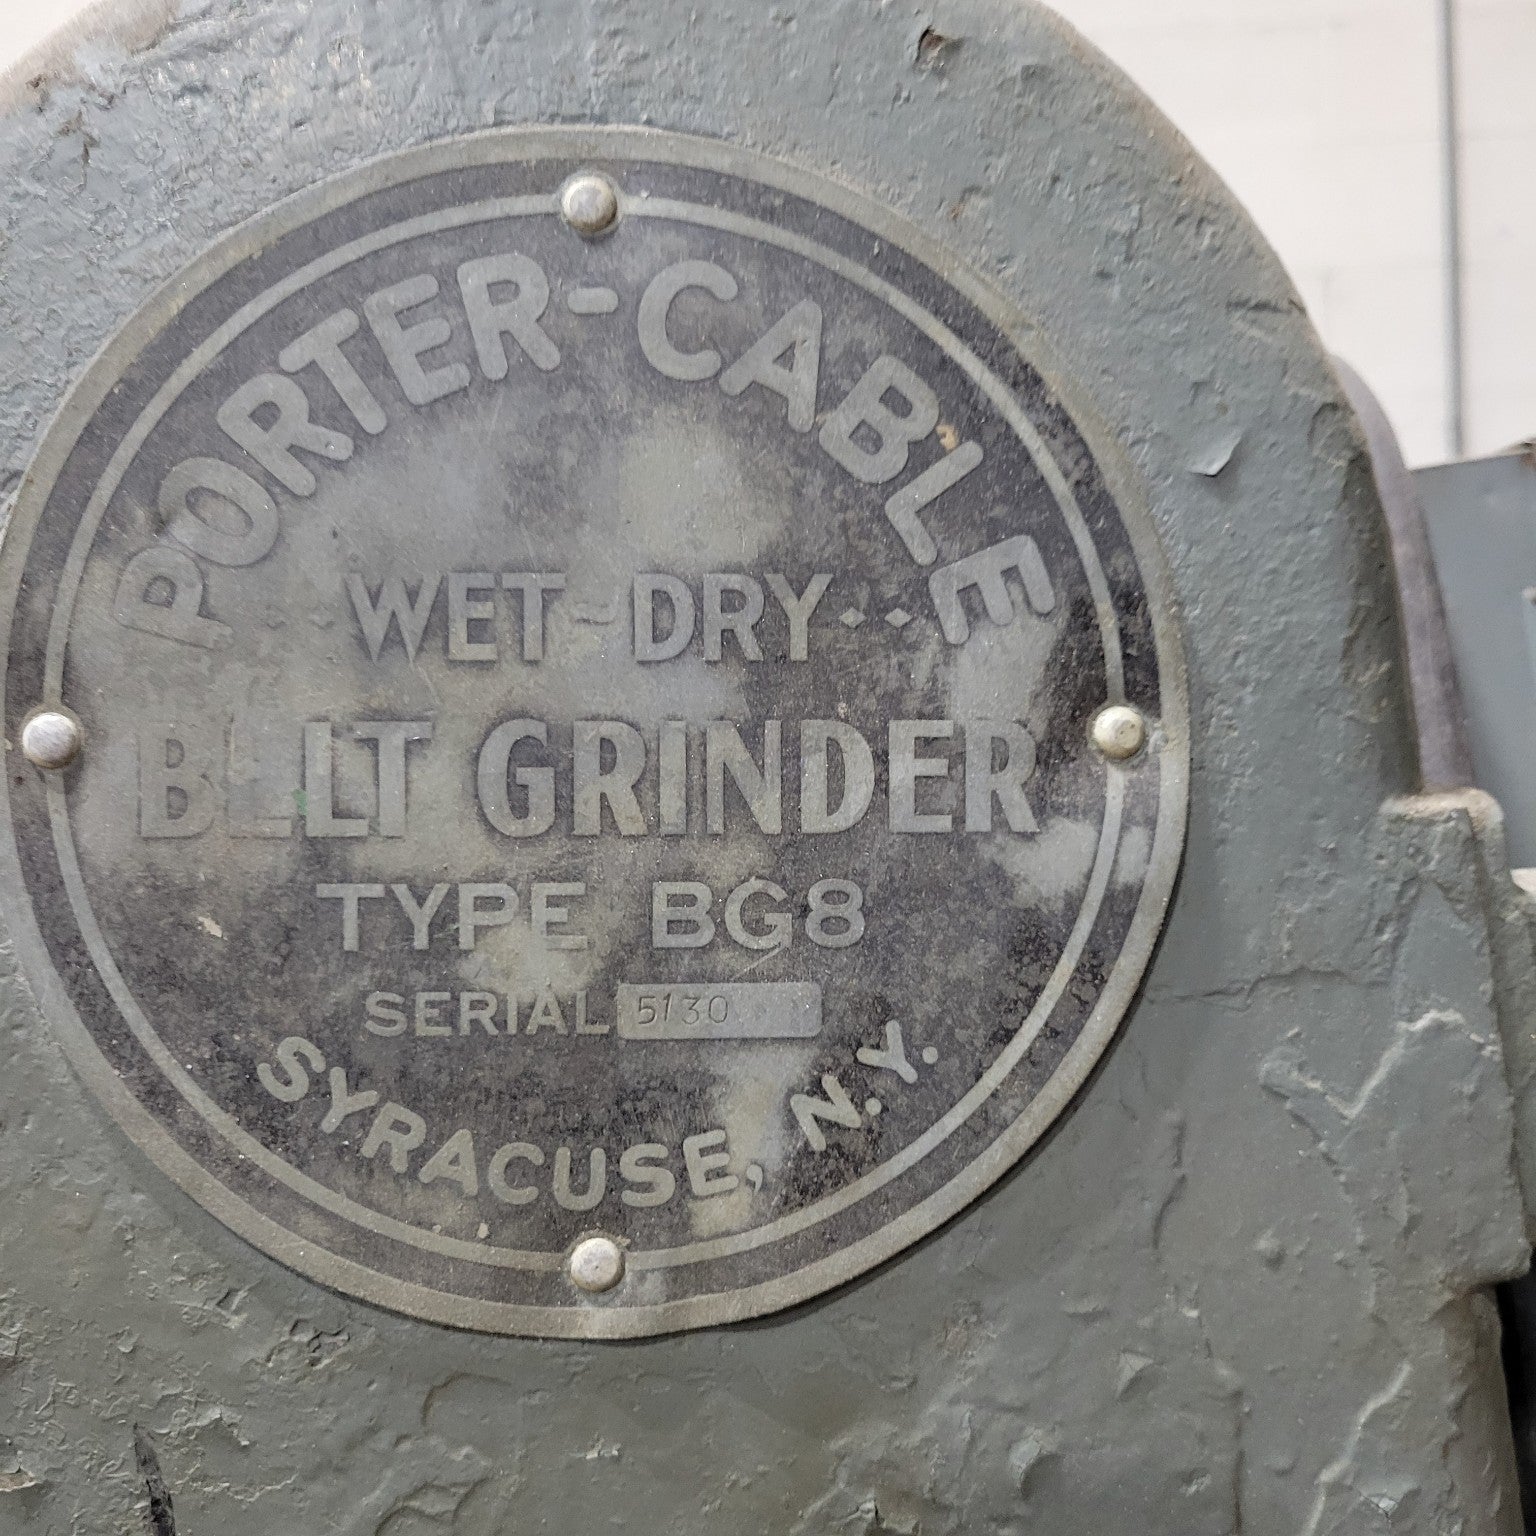 PORTER-CABLE
WET-DRY
BELT GRINDER
TYPE BG8
SERIAL 5130
SYRACUSE, N.Y.